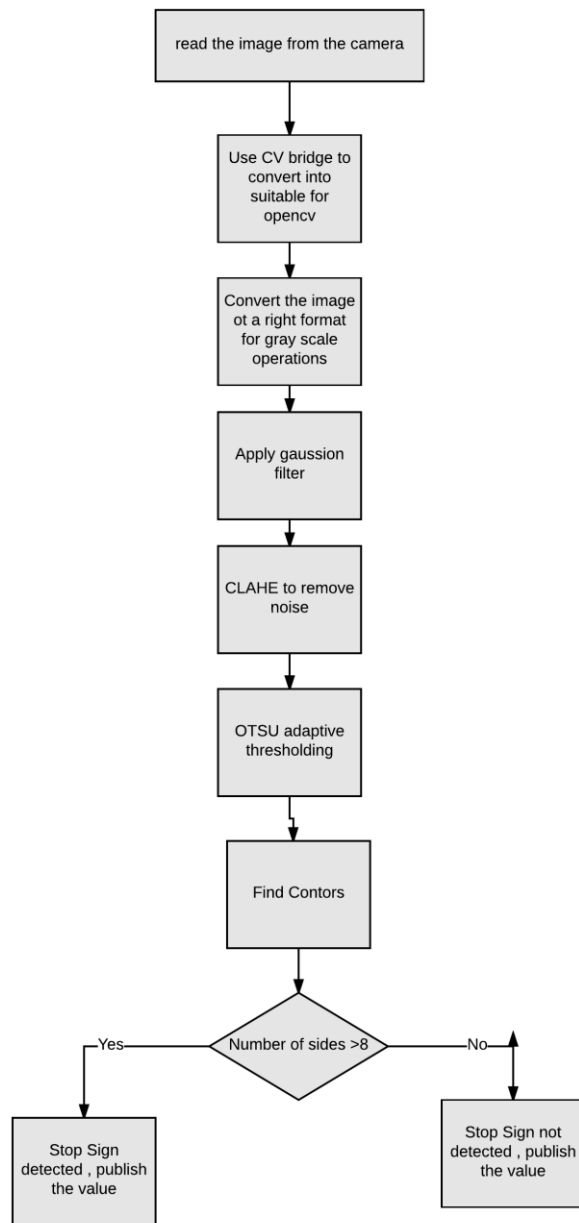 read the image from the camera
Use CV bridge to
convert into
suitable for
opencv
Convert the image
ot a right format
for gray scale
operations
Apply gaussion
filter
CLAHE to remove
noise
OTSU adaptive
thresholding
Find Contors
Number of sides >8
Yes
No
Stop Sign
detected , publish
the value
Stop Sign not
detected , publish
the value